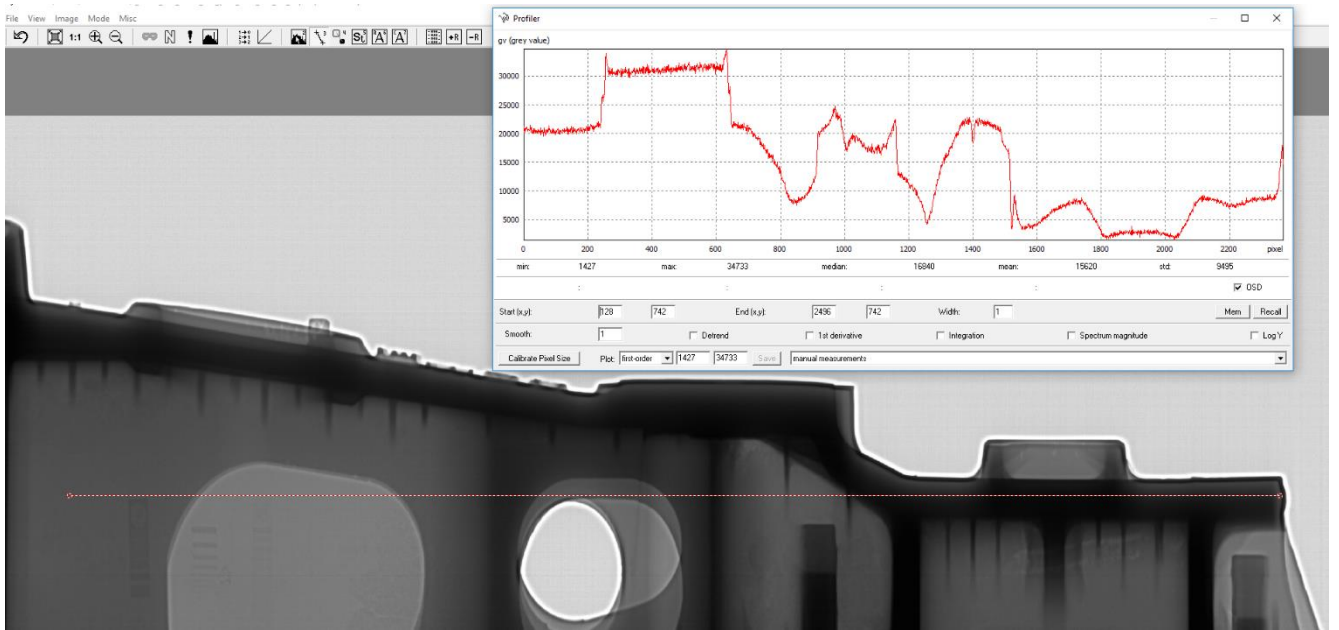 File View Image Mode Misc
1:1
+R -R
Profiler
gv (grey value)
30000
25000
20000
15000
10000
5000
0 200 400 600 800 1000 1200 1400 1600 1800 2000 2200 pixel
min: 1427 max: 34733 median: 16840 mean: 15620 std: 9495
: : : : OSD
Start (x,y): 128 742 End (x,y): 2496 742 Width: 1 Mem Recall
Smooth: 1 Detrend 1st derivative Integration Spectrum magnitude Log Y
Calibrate Pixel Size Plot: first-order 1427 34733 Save manual measurements